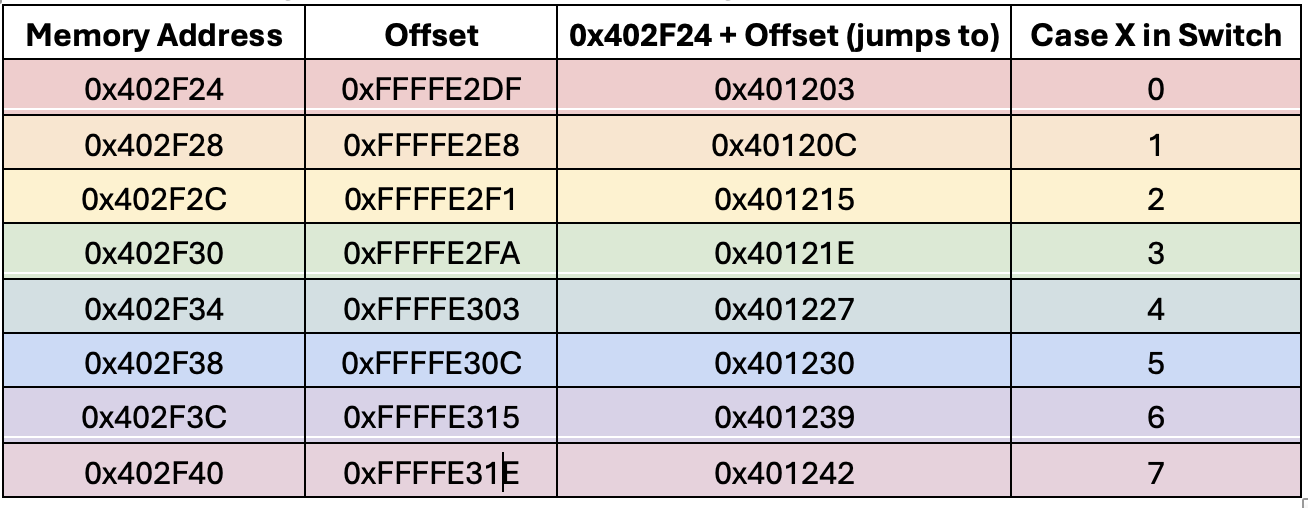 Memory Address Offset 0x402F24 + Offset (jumps to) Case X in Switch
0x402F24 0xFFFFE2DF 0x401203 0
0x402F28 0xFFFFE2E8 0x40120C 1
0x402F2C 0xFFFFE2F1 0x401215 2
0x402F30 0xFFFFE2FA 0x40121E 3
0x402F34 0xFFFFE303 0x401227 4
0x402F38 0xFFFFE30C 0x401230 5
0x402F3C 0xFFFFE315 0x401239 6
0x402F40 0xFFFFE31E 0x401242 7